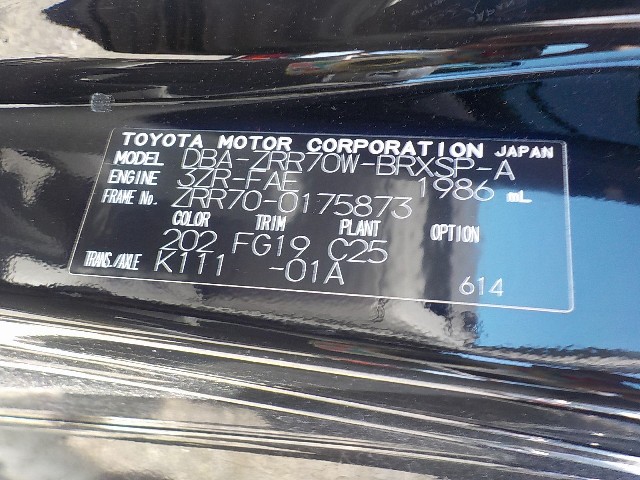 TOYOTA MOTOR CORPORATION JAPAN
MODEL DBA-ZRR70W-BRXSP-A
ENGINE 3ZR-FAE 1986 mL
FRAME No. ZRR70-0175873
COLOR TRIM PLANT OPTION
202 FG19 C25
TRANS./AXLE K111 -01A 614